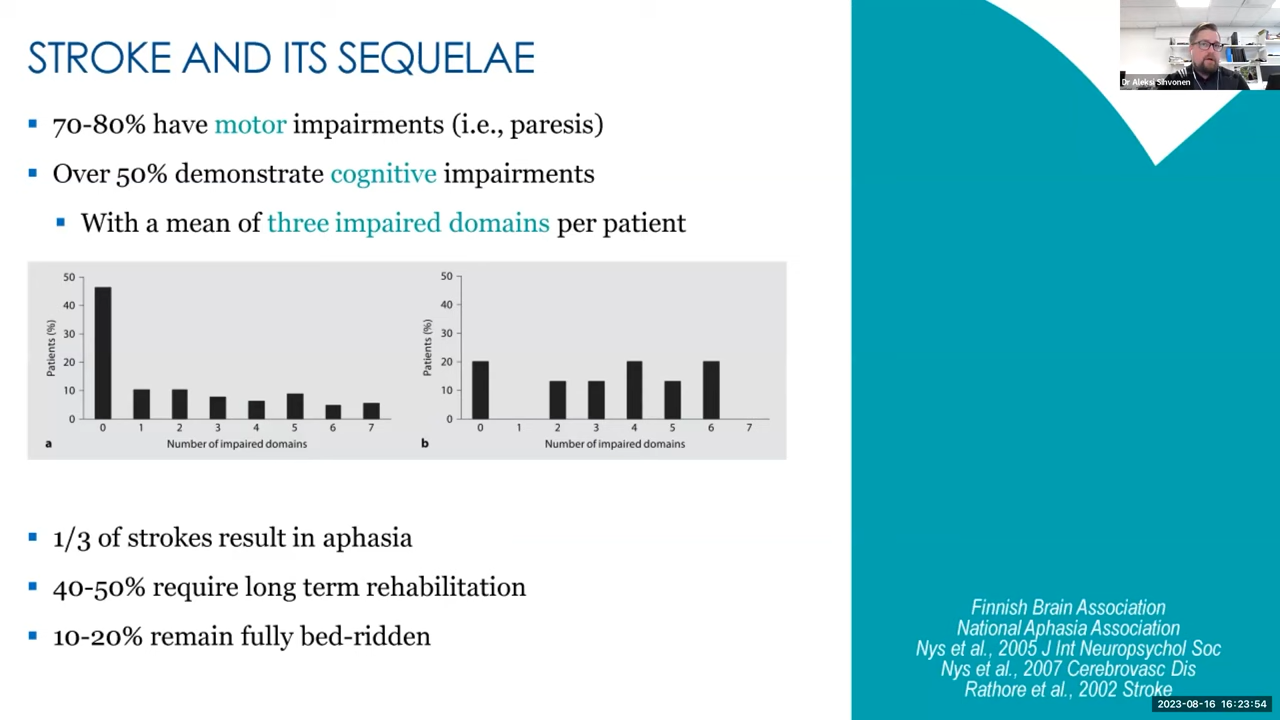 STROKE AND ITS SEQUELAE
Dr Aleksi Sihvonen
70-80% have motor impairments (i.e., paresis)
Over 50% demonstrate cognitive impairments
With a mean of three impaired domains per patient
50
40
30
20
10
0
Patients (%)
0 1 2 3 4 5 6 7
a
Number of impaired domains
50
40
30
20
10
0
Patients (%)
0 1 2 3 4 5 6 7
b
Number of impaired domains
1/3 of strokes result in aphasia
40-50% require long term rehabilitation
10-20% remain fully bed-ridden
Finnish Brain Association
National Aphasia Association
Nys et al., 2005 J Int Neuropsychol Soc
Nys et al., 2007 Cerebrovasc Dis
Rathore et al., 2002 Stroke
2023-08-16 16:23:54